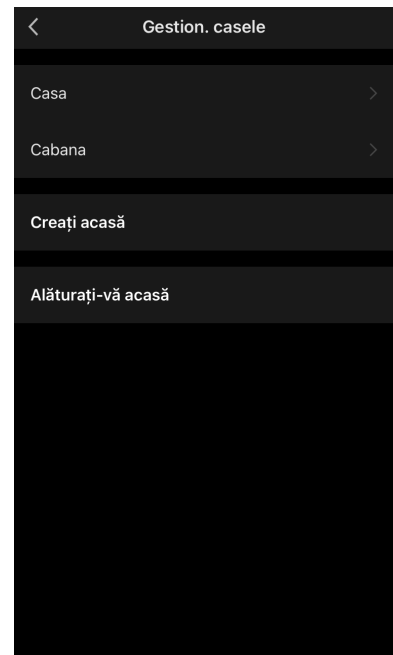 Gestion. casele
Casa
Cabana
Creați acasă
Alăturați-vă acasă